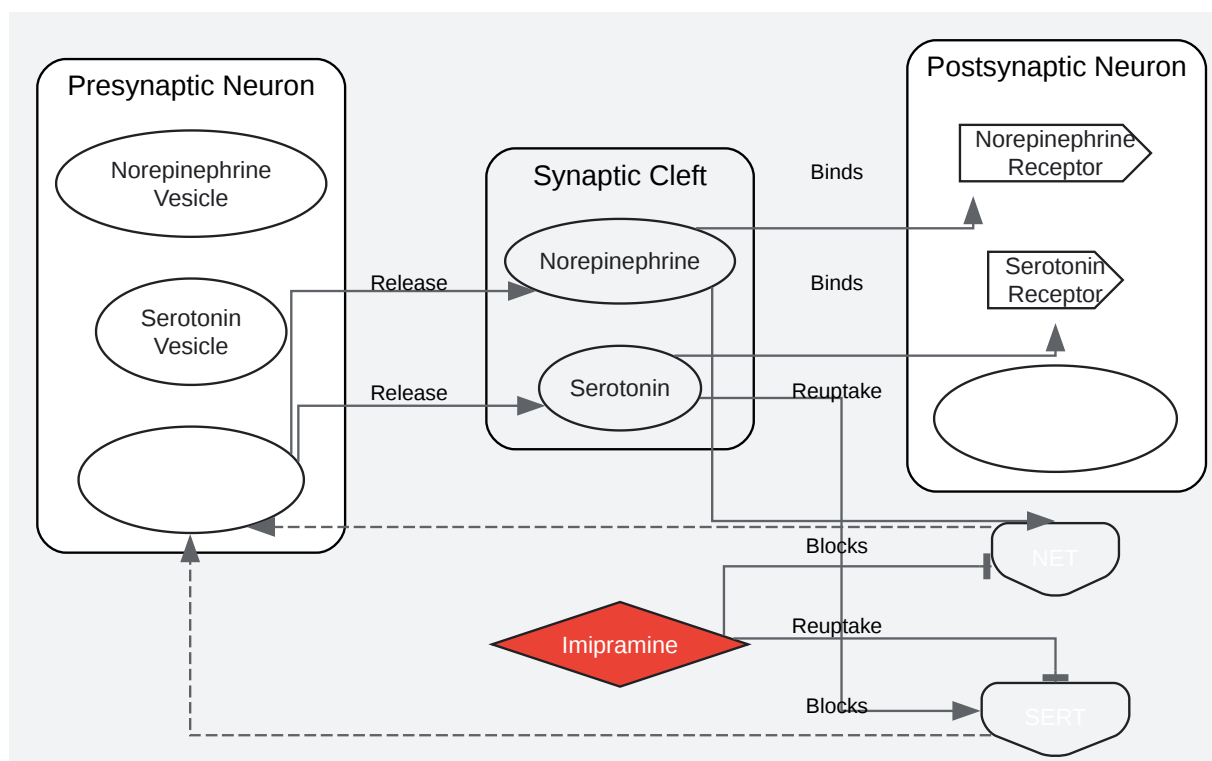 Presynaptic Neuron
Norepinephrine
Vesicle
Serotonin
Vesicle
Release
Release
Synaptic Cleft
Norepinephrine
Serotonin
Binds
Binds
Reuptake
Blocks
Reuptake
Blocks
Imipramine
Postsynaptic Neuron
Norepinephrine
Receptor
Serotonin
Receptor
NET
SERT